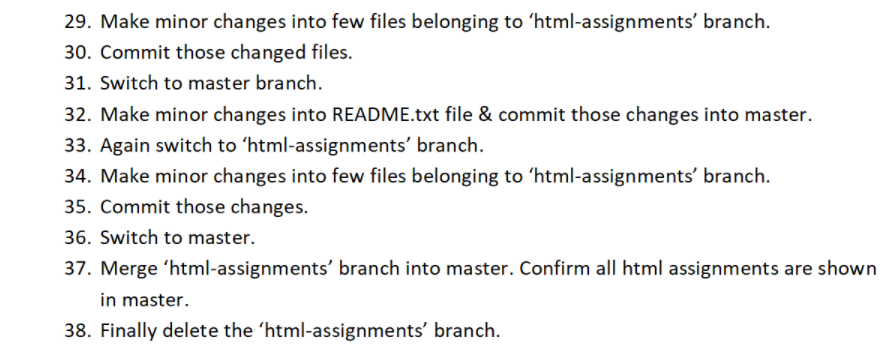 29. Make minor changes into few files belonging to ‘html-assignments’ branch.
30. Commit those changed files.
31. Switch to master branch.
32. Make minor changes into README.txt file & commit those changes into master.
33. Again switch to ‘html-assignments’ branch.
34. Make minor changes into few files belonging to ‘html-assignments’ branch.
35. Commit those changes.
36. Switch to master.
37. Merge ‘html-assignments’ branch into master. Confirm all html assignments are shown
in master.
38. Finally delete the ‘html-assignments’ branch.